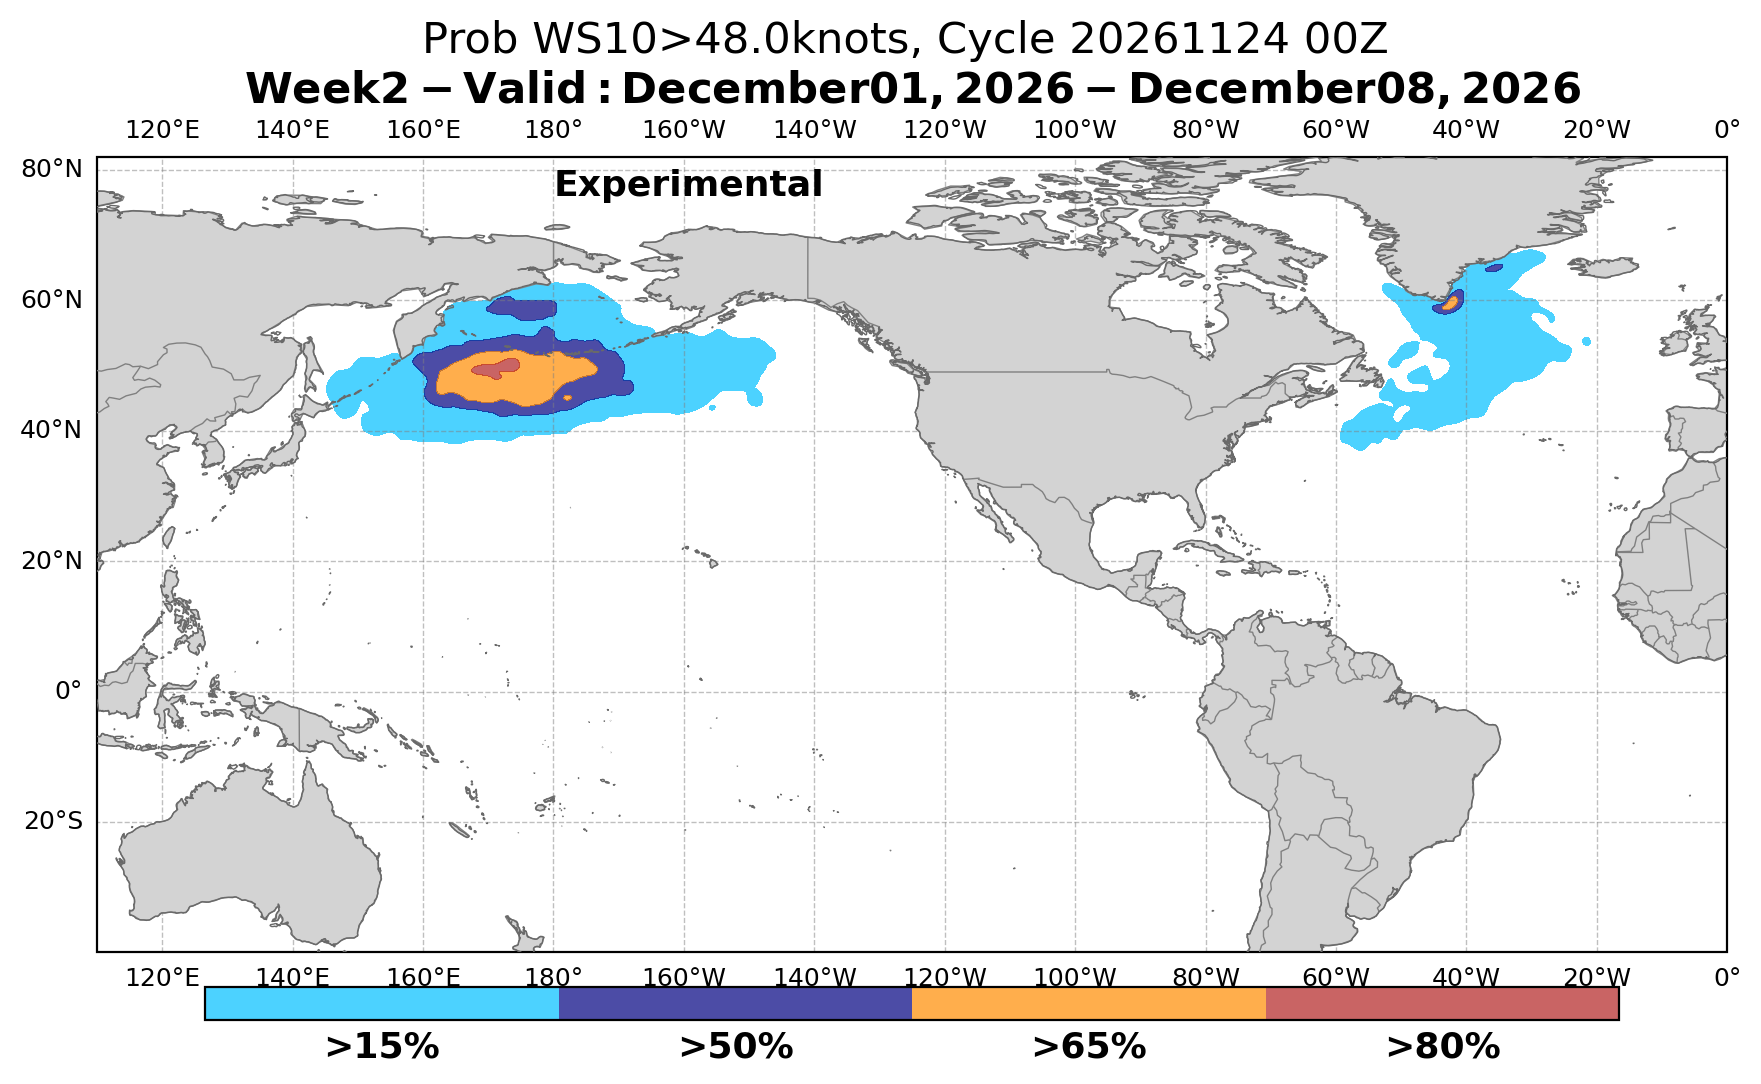 Prob WS10>48.0knots, Cycle 20261124 00Z
Week2 − Valid : December01, 2026 − December08, 2026
120°E 140°E 160°E 180° 160°W 140°W 120°W 100°W 80°W 60°W 40°W 20°W 0°
80°N
Experimental
60°N
40°N
20°N
0°
20°S
120°E 140°E 160°E 180° 160°W 140°W 120°W 100°W 80°W 60°W 40°W 20°W 0°
>15% >50% >65% >80%